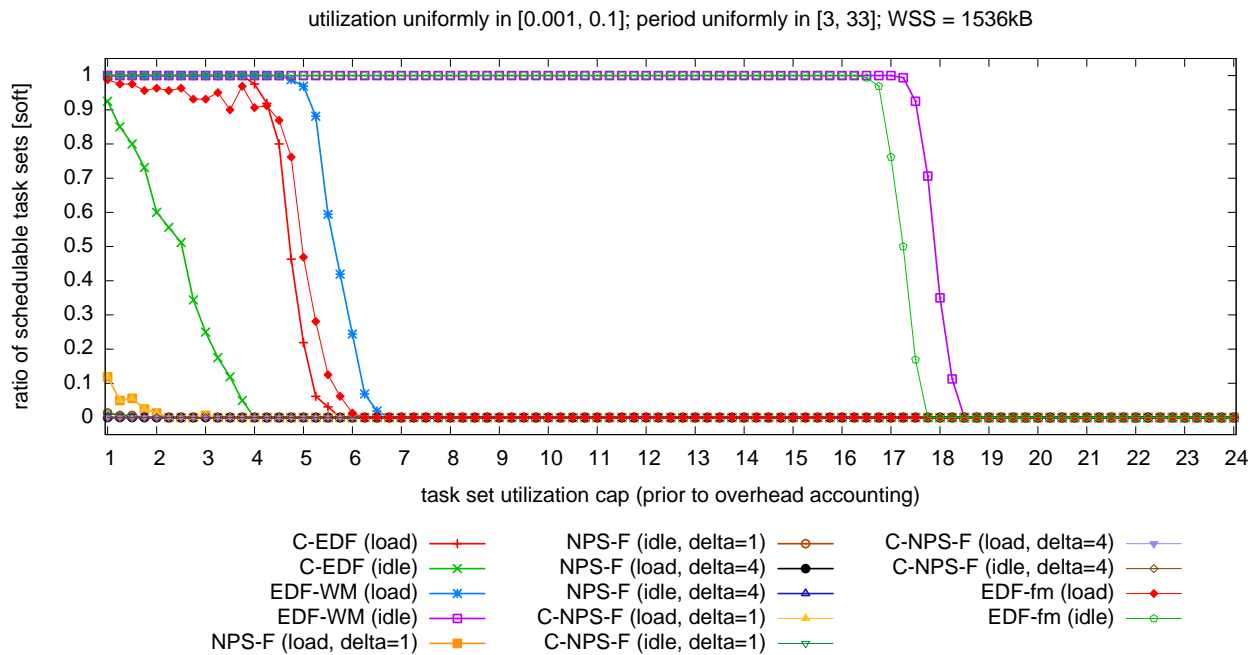 utilization uniformly in [0.001, 0.1]; period uniformly in [3, 33]; WSS = 1536kB
ratio of schedulable task sets [soft]
1
0.9
0.8
0.7
0.6
0.5
0.4
0.3
0.2
0.1
0
1 2 3 4 5 6 7 8 9 10 11 12 13 14 15 16 17 18 19 20 21 22 23 24
task set utilization cap (prior to overhead accounting)
C-EDF (load)
C-EDF (idle)
EDF-WM (load)
EDF-WM (idle)
NPS-F (load, delta=1)
NPS-F (idle, delta=1)
NPS-F (load, delta=4)
NPS-F (idle, delta=4)
C-NPS-F (load, delta=1)
C-NPS-F (idle, delta=1)
C-NPS-F (load, delta=4)
C-NPS-F (idle, delta=4)
EDF-fm (load)
EDF-fm (idle)